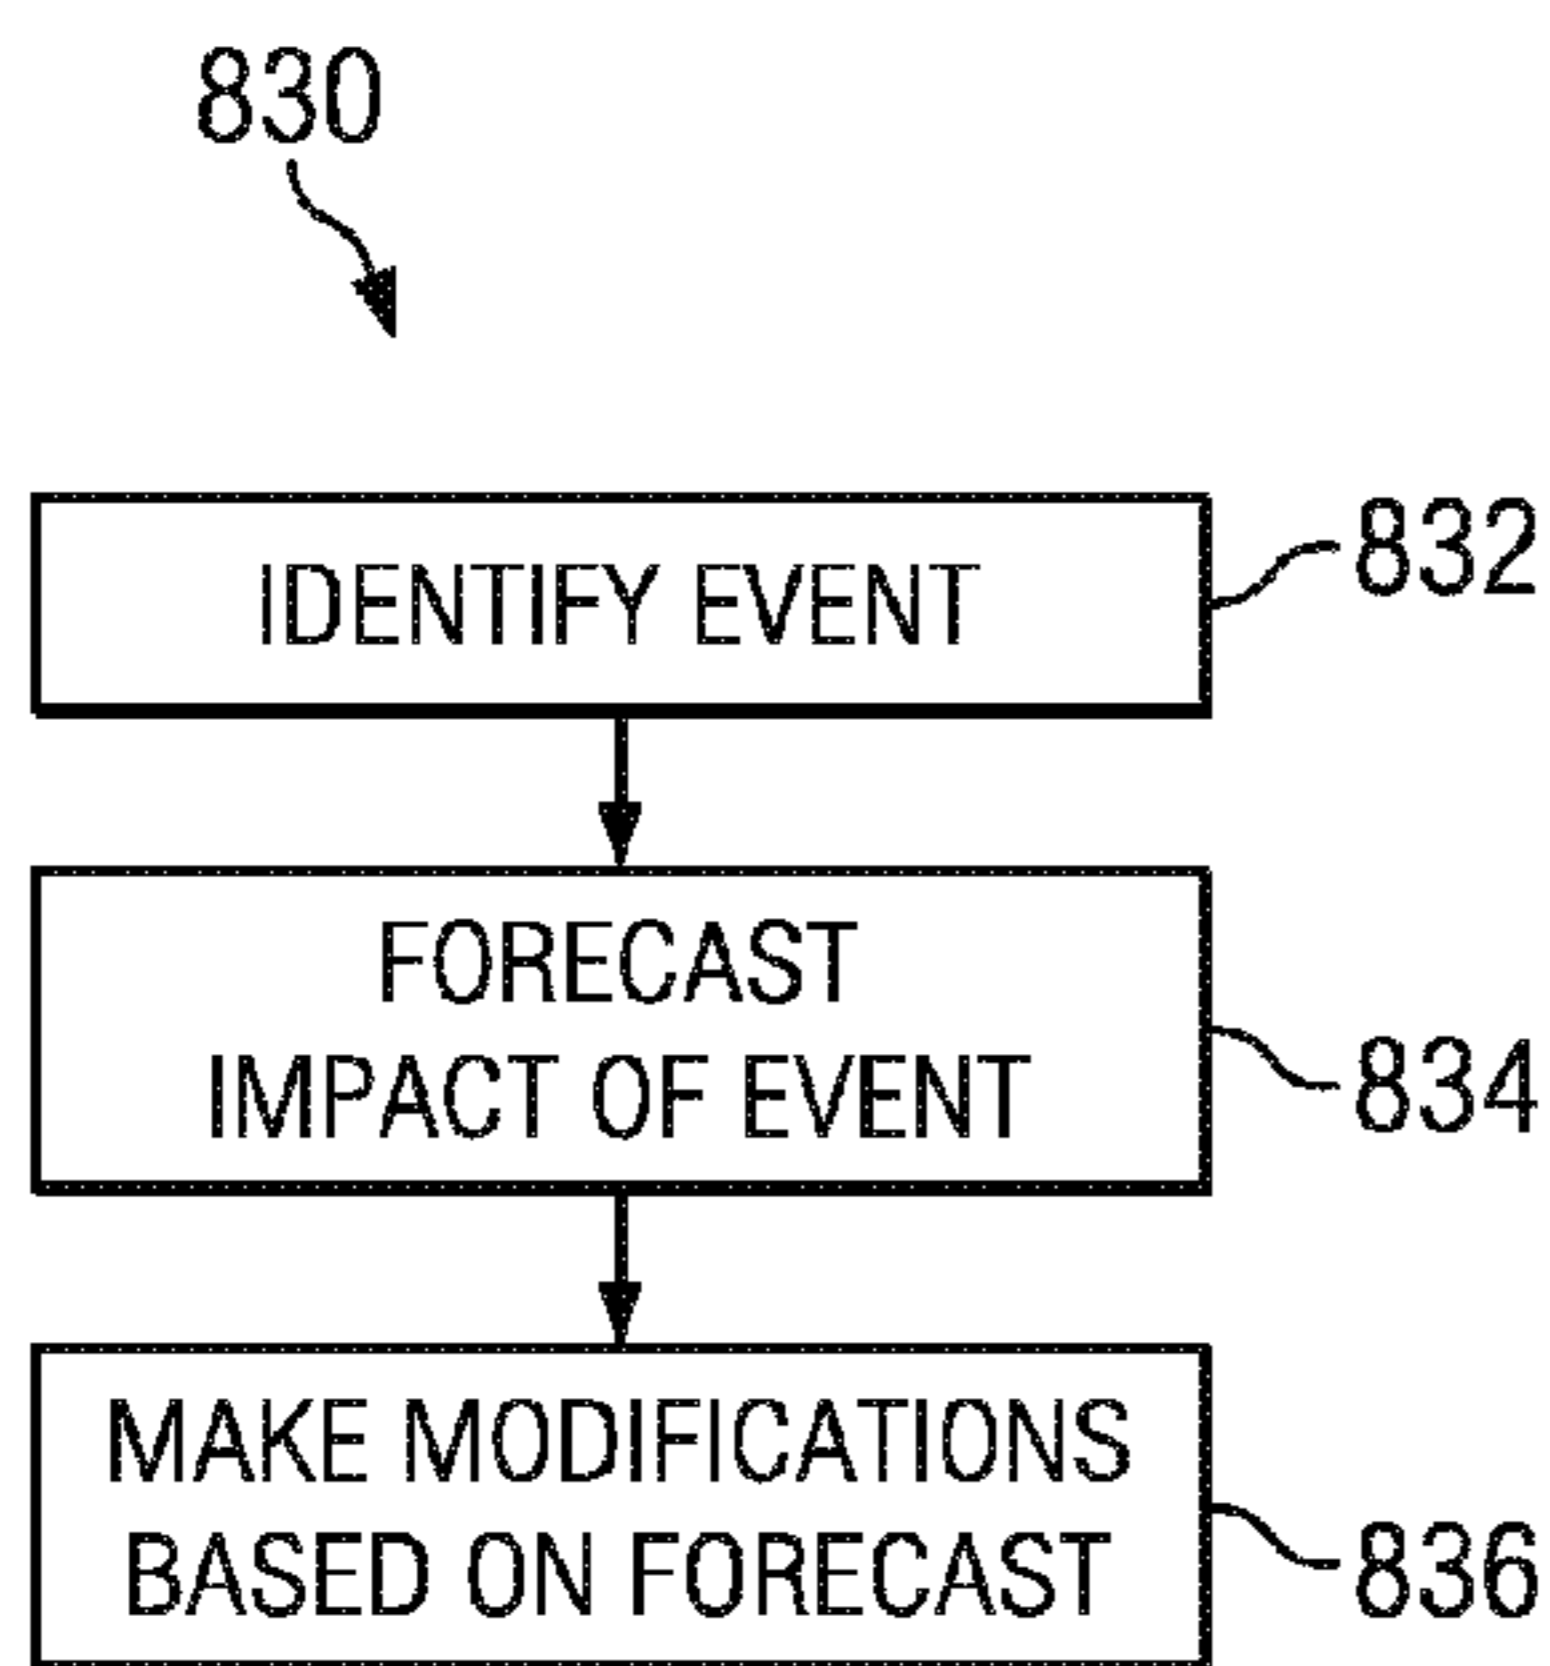 830
IDENTIFY EVENT
832
FORECAST
IMPACT OF EVENT
834
MAKE MODIFICATIONS
BASED ON FORECAST
836